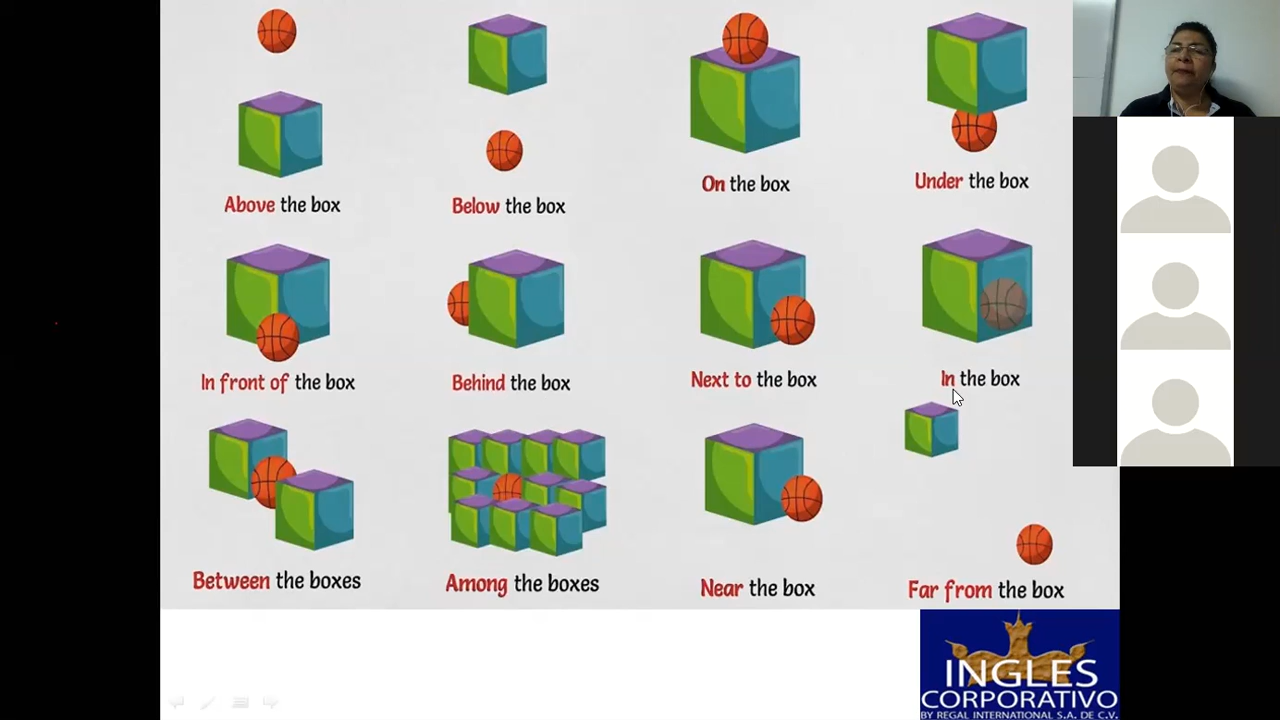 Above the box
Below the box
On the box
Under the box
In front of the box
Behind the box
Next to the box
In the box
Between the boxes
Among the boxes
Near the box
Far from the box
INGLES
CORPORATIVO
BY REGAL INTERNATIONAL S.A. DE C.V.